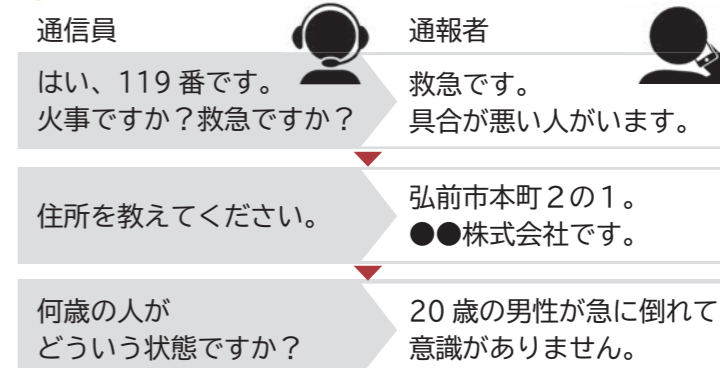 通信員
通報者
はい、119 番です。
火事ですか？救急ですか？
救急です。
具合が悪い人がいます。
住所を教えてください。
弘前市本町２の１。
●●株式会社です。
何歳の人が
どういう状態ですか？
20 歳の男性が急に倒れて
意識がありません。